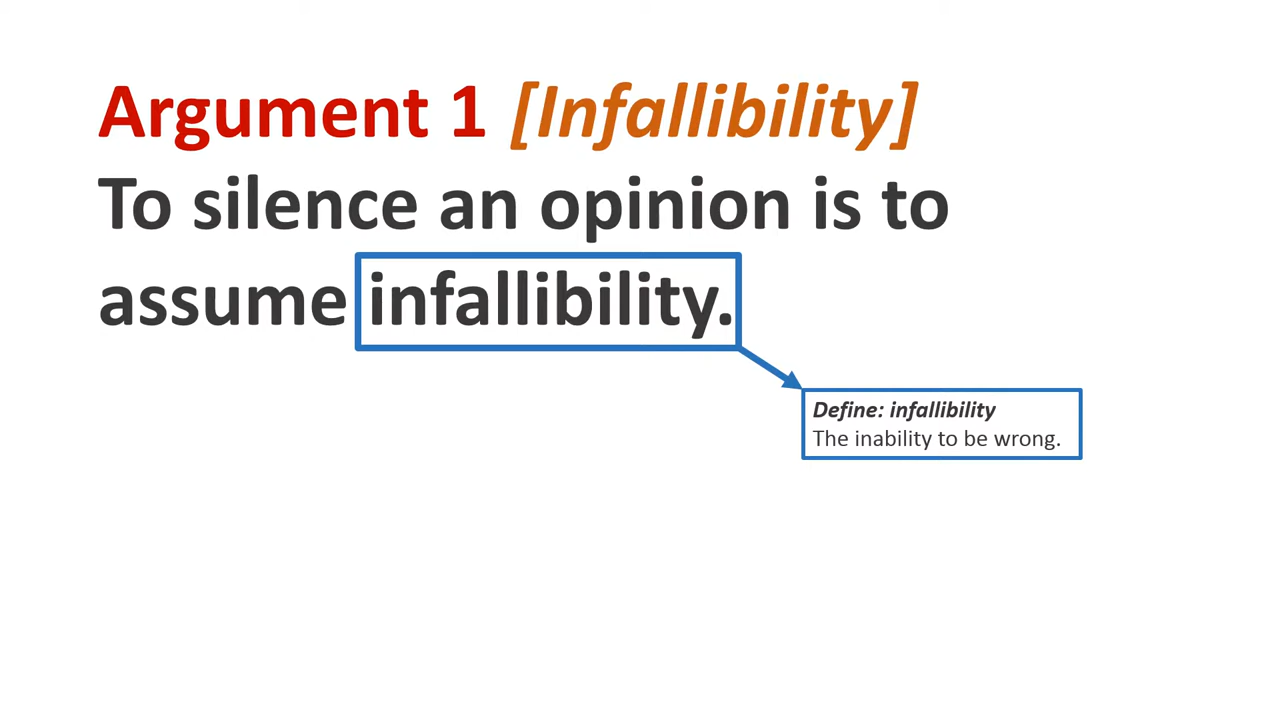 Argument 1 [Infallibility]
To silence an opinion is to
assume infallibility.
Define: infallibility
The inability to be wrong.